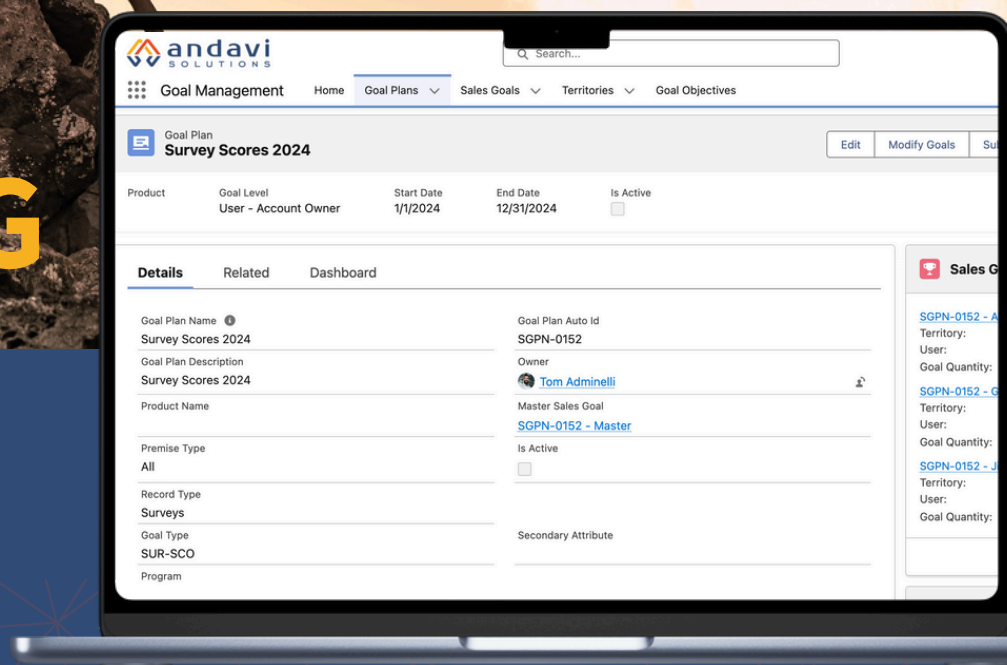 G
andavi
SOLUTIONS
Search...
Goal Management Home Goal Plans Sales Goals Territories Goal Objectives
Goal Plan
Survey Scores 2024
Edit Modify Goals
Product Goal Level Start Date End Date Is Active
User - Account Owner 1/1/2024 12/31/2024
Details Related Dashboard
Goal Plan Name Goal Plan Auto Id
Survey Scores 2024 SGPN-0152
Goal Plan Description Owner
Survey Scores 2024 Tom Adminelli
Product Name Master Sales Goal
SGPN-0152 - Master
Premise Type Is Active
All
Record Type
Surveys
Goal Type Secondary Attribute
SUR-SCO
Program
Sales G
SGPN-0152 - A
Territory:
User:
Goal Quantity:
SGPN-0152 - G
Territory:
User:
Goal Quantity:
SGPN-0152 - J
Territory:
User:
Goal Quantity: